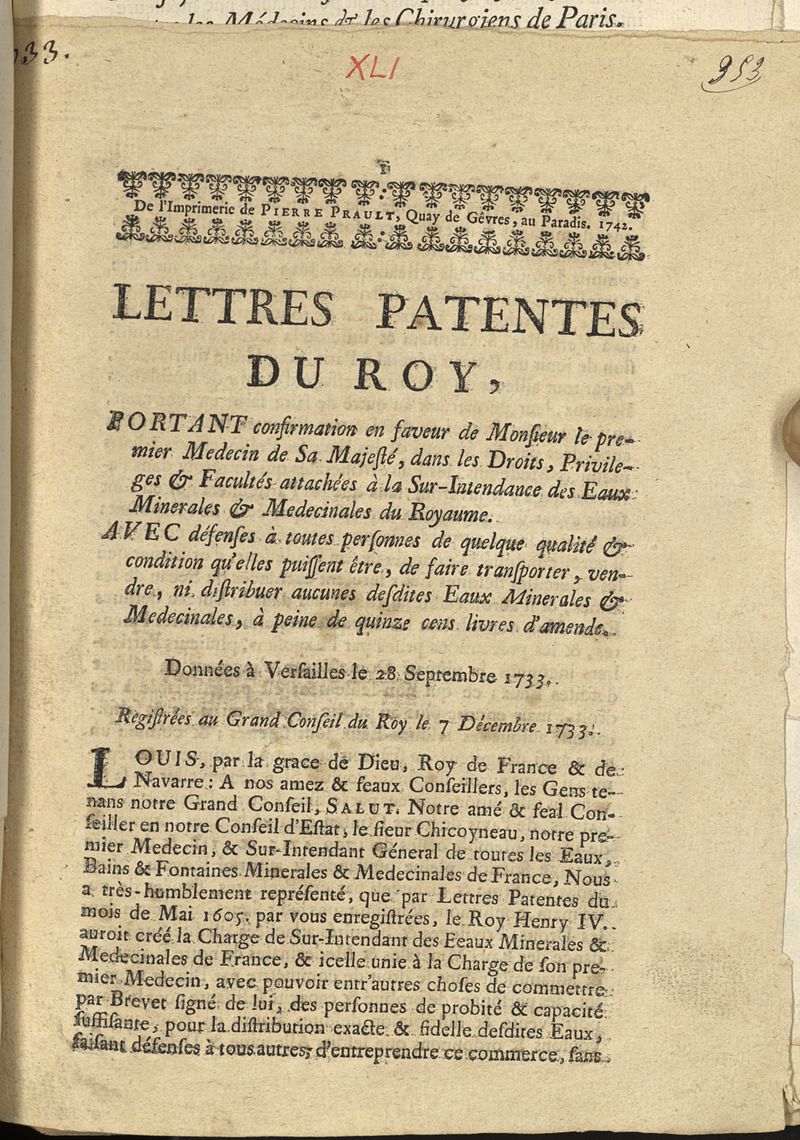 les Médecins & les Chirurgiens de Paris.
33.
XLI
353
De l'Imprimerie de PIERRE PRAULT, Quay de Gêvres, au Paradis. 1742.
LETTRES PATENTES
DU ROY,
PORTANT confirmation en faveur de Monſieur le pre-
mier Medecin de Sa Majeſté, dans les Droits, Privile-
ges & Facultés attachées à la Sur-Intendance des Eaux
Minerales & Medecinales du Royaume.
AVEC défenſes à toutes perſonnes de quelque qualité &
condition qu'elles puiſſent être, de faire tranſporter, ven-
dre, ni diſtribuer aucunes deſdites Eaux Minerales &
Medecinales, à peine de quinze cens livres d'amende.
Données à Verſailles le 28 Septembre 1733.
Regiſtrées au Grand Conſeil du Roy le 7 Décembre 1733.
LOUIS, par la grace de Dieu, Roy de France & de
Navarre: A nos amez & feaux Conſeillers, les Gens te-
nans notre Grand Conſeil, SALUT. Notre amé & feal Con-
ſeiller en notre Conſeil d'Eſtat, le ſieur Chicoyneau, notre pre-
mier Medecin, & Sur-Intendant Géneral de toutes les Eaux,
Bains & Fontaines Minerales & Medecinales de France, Nous
a très-humblement repréſenté, que par Lettres Patentes du
mois de Mai 1605. par vous enregiſtrées, le Roy Henry IV.
auroit créé la Charge de Sur-Intendant des Eeaux Minerales &
Medecinales de France, & icelle unie à la Charge de ſon pre-
mier Medecin, avec pouvoir entr'autres choſes de commettre
par Brevet ſigné de lui, des perſonnes de probité & capacité
ſuffiſante, pour la diſtribution exacte & fidelle deſdites Eaux,
faiſant défenſes à tous autres, d'entreprendre ce commerce, ſans